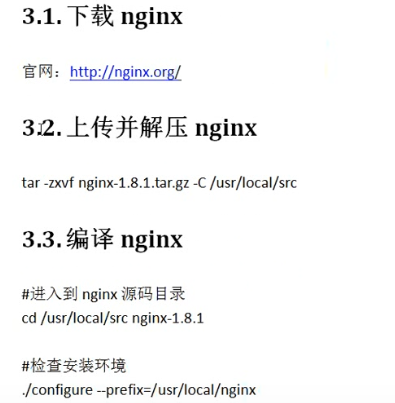 3.1. 下载 nginx
官网：http://nginx.org/
3.2. 上传并解压 nginx
tar -zxvf nginx-1.8.1.tar.gz -C /usr/local/src
3.3. 编译 nginx
#进入到 nginx 源码目录
cd /usr/local/src nginx-1.8.1
#检查安装环境
./configure --prefix=/usr/local/nginx